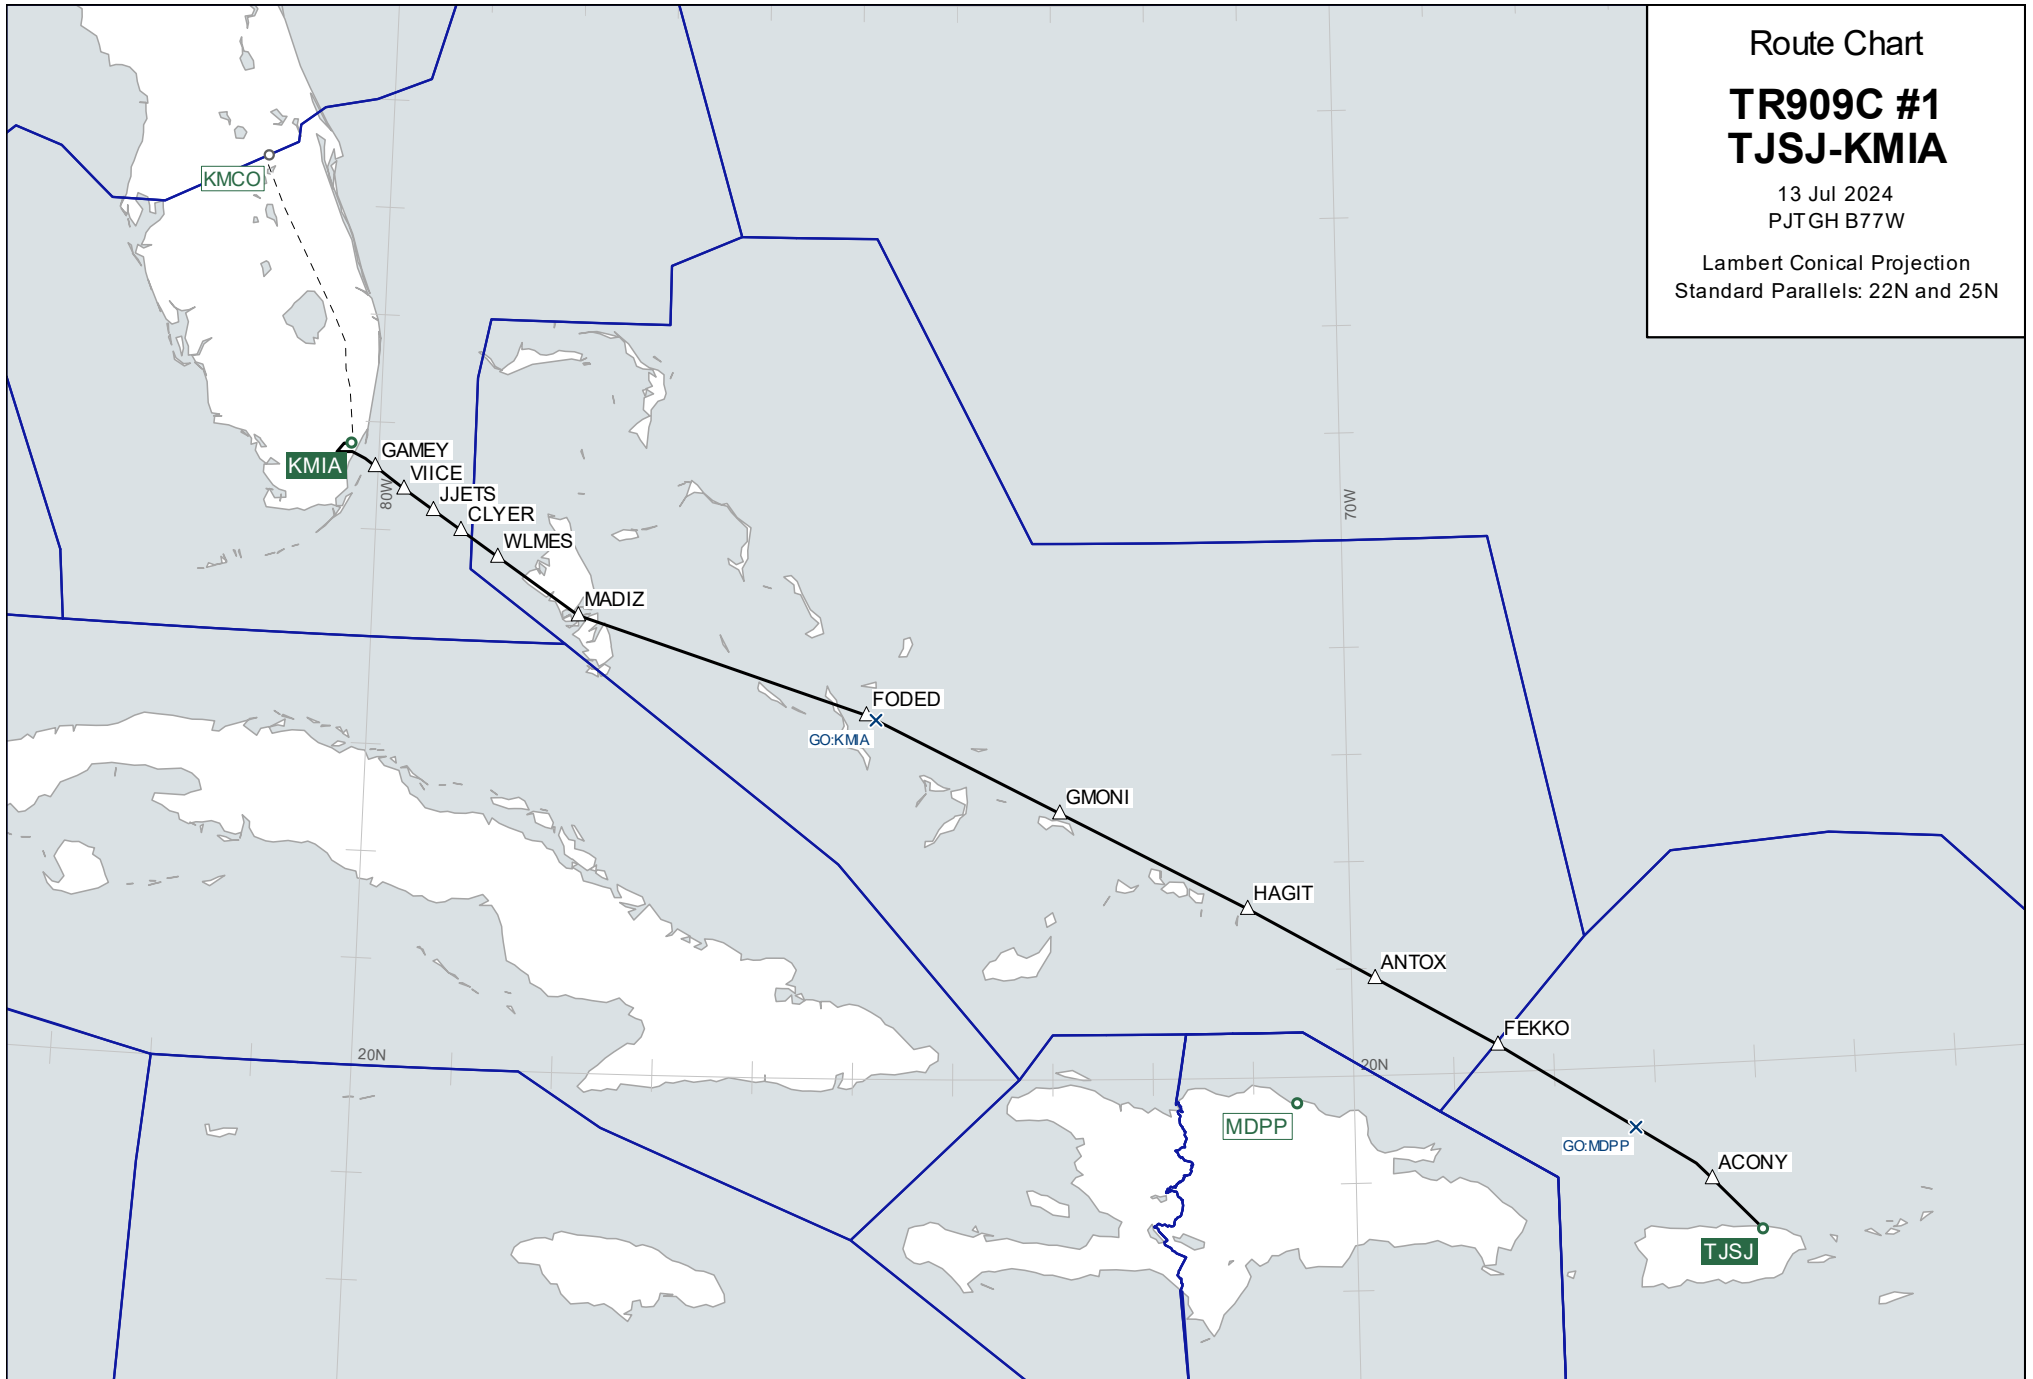 Route Chart
TR909C #1
TJSJ-KMIA
13 Jul 2024
PJTGH B77W
Lambert Conical Projection
Standard Parallels: 22N and 25N
KMCO
GAMEY
KMIA
VIICE
80W
JJETS
CLYER
70W
WLMES
MADIZ
FODED
GO:KMIA
GMONI
HAGIT
ANTOX
FEKKO
20N
20N
MDPP
GO:MDPP
ACONY
TJSJ